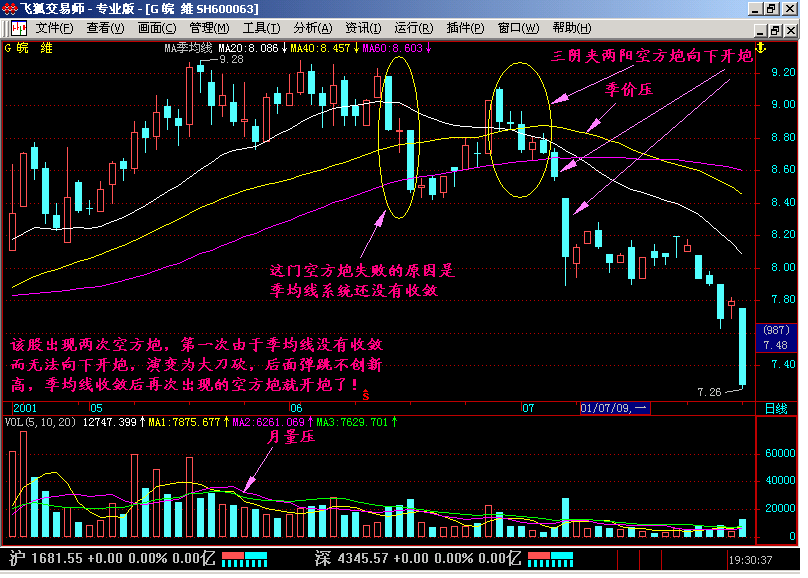 飞狐交易师 - 专业版 - [G 皖 维 SH600063]
文件(F) 查看(V) 画面(C) 管理(M) 工具(T) 分析(A) 资讯(I) 运行(R) 插件(P) 窗口(W) 帮助(H)
G 皖 维 MA季均线 MA20:8.086↓MA40:8.457↓MA60:8.603↓
9.28
三阴夹两阳空方炮向下开炮
季价压
9.20
9.00
8.80
8.60
8.40
8.20
8.00
7.80
(987)
7.48
7.40
这门空方炮失败的原因是
季均线系统还没有收敛
该股出现两次空方炮，第一次由于季均线没有收敛
而无法向下开炮，演变为大刀砍，后面弹跳不创新
高，季均线收敛后再次出现的空方炮就开炮了！
7.26
S
2001 05 06 07 01/07/09,一 日线
VOL(5,10,20) 12747.399↑MA1:7875.677↑MA2:6261.069↑MA3:7629.701↑
月量压
60000
40000
20000
0
沪 1681.55 +0.00 0.00% 0.00亿 深 4345.57 +0.00 0.00% 0.00亿 19:30:37